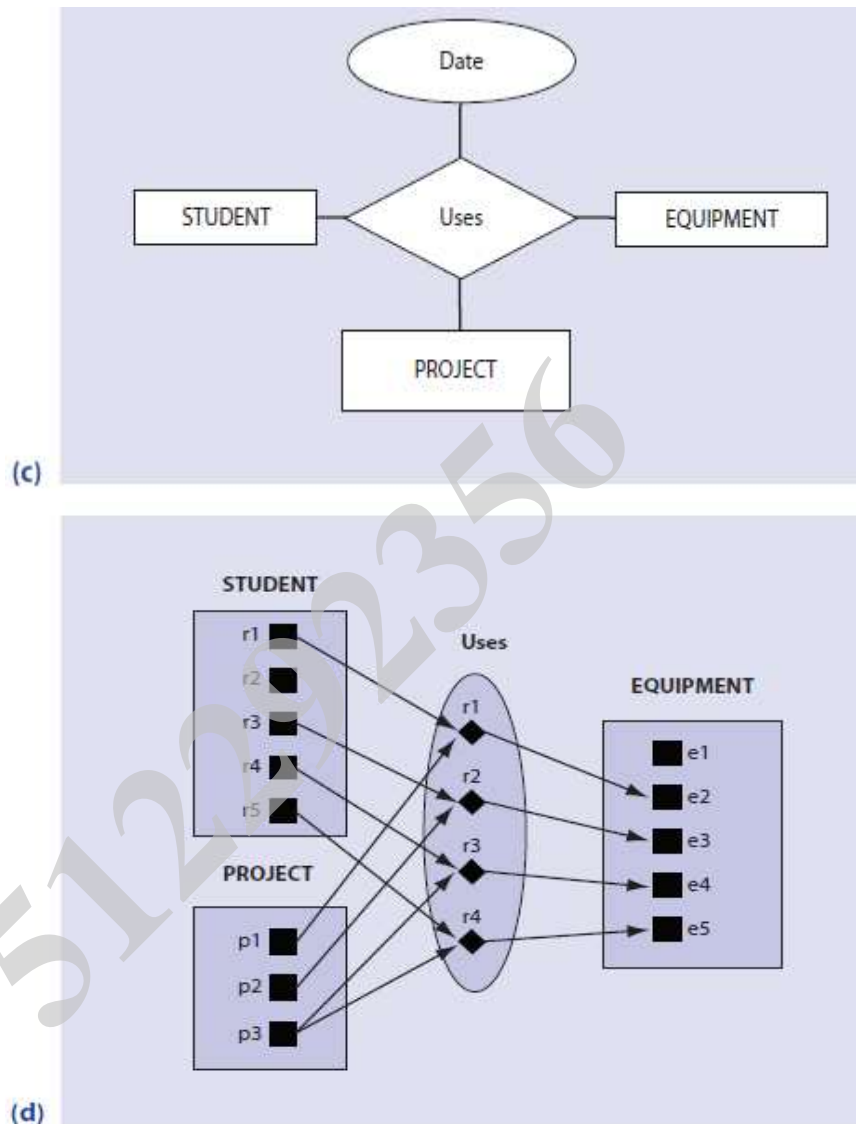 Date
STUDENT
Uses
EQUIPMENT
PROJECT
(c)
STUDENT
r1
r2
r3
r4
r5
PROJECT
p1
p2
p3
Uses
r1
r2
r3
r4
EQUIPMENT
e1
e2
e3
e4
e5
(d)
51229356